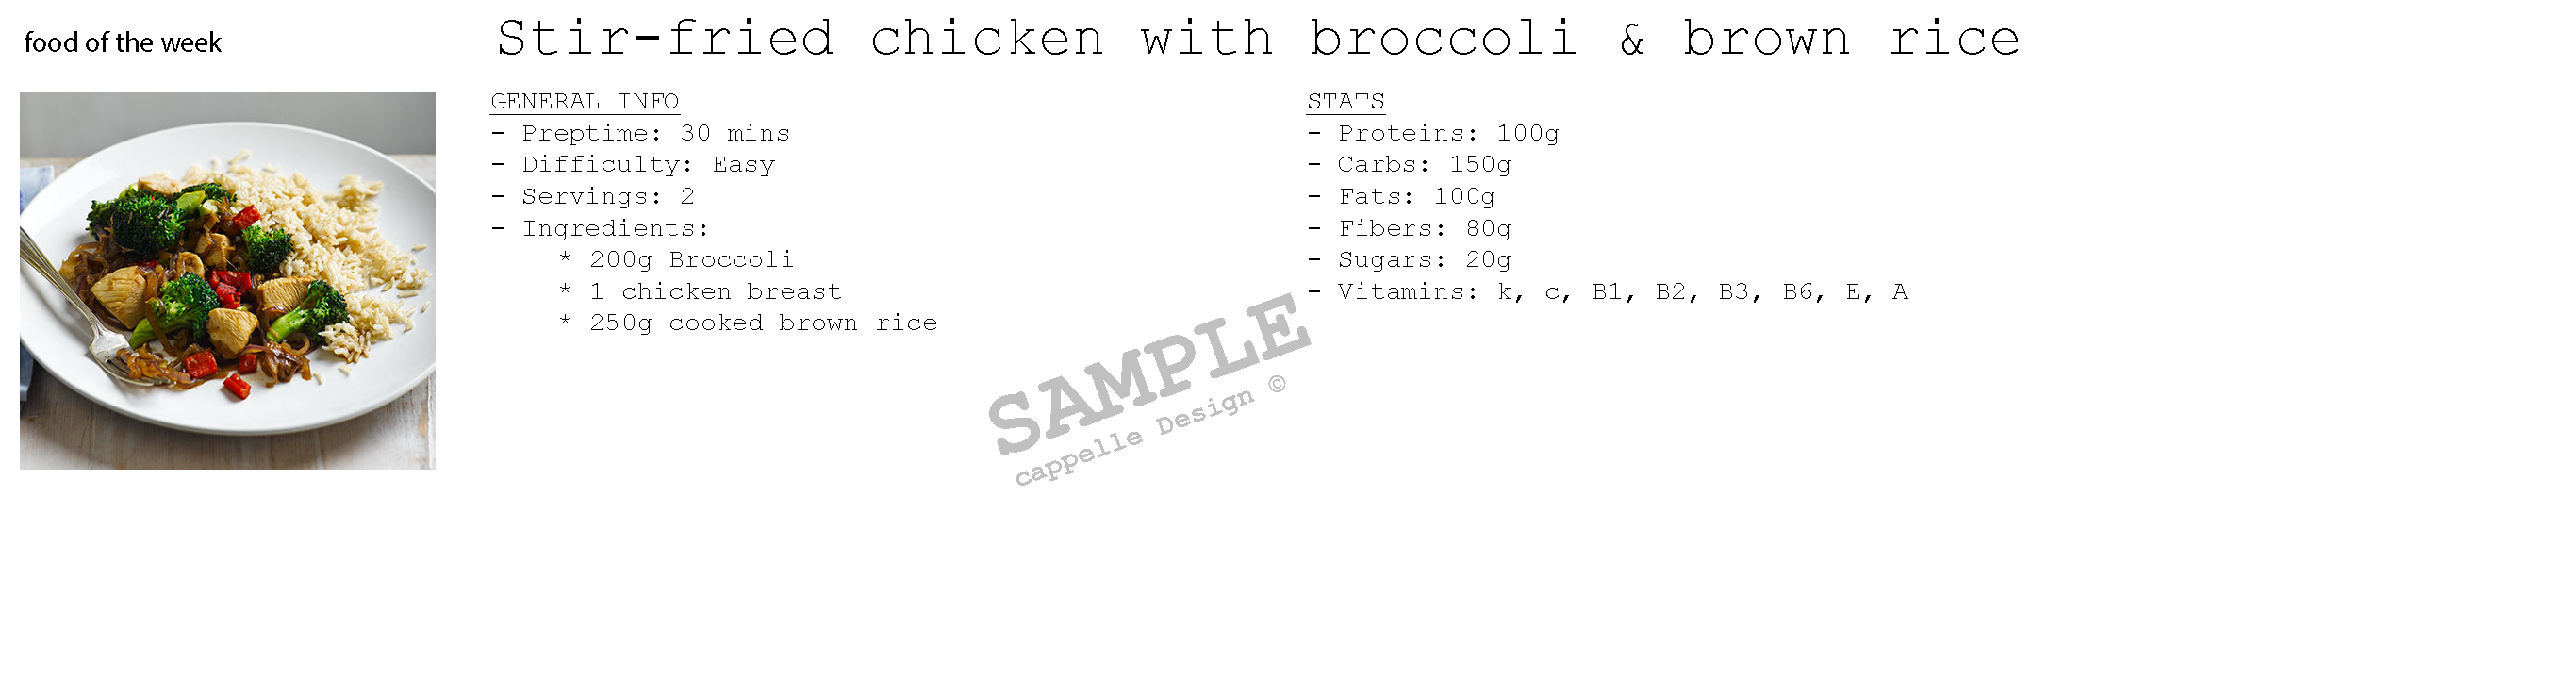 food of the week
Stir-fried chicken with broccoli & brown rice
GENERAL INFO
- Preptime: 30 mins
- Difficulty: Easy
- Servings: 2
- Ingredients:
* 200g Broccoli
* 1 chicken breast
* 250g cooked brown rice
STATS
- Proteins: 100g
- Carbs: 150g
- Fats: 100g
- Fibers: 80g
- Sugars: 20g
- Vitamins: k, c, B1, B2, B3, B6, E, A
SAMPLE
cappelle Design ©